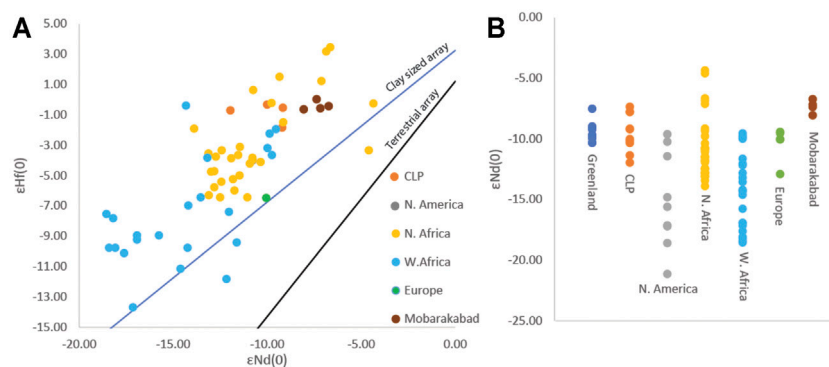 A
5.00
3.00
1.00
-1.00
-3.00
-5.00
-7.00
-9.00
-11.00
-13.00
-15.00
εHf(0)
-20.00 -15.00 -10.00 -5.00 0.00
εNd(0)
Clay sized array
Terrestrial array
CLP
N. America
N. Africa
W.Africa
Europe
Mobarakabad
B
0.00
-5.00
-10.00
-15.00
-20.00
-25.00
εNd(0)
Greenland
CLP
N. America
N. Africa
W. Africa
Europe
Mobarakabad